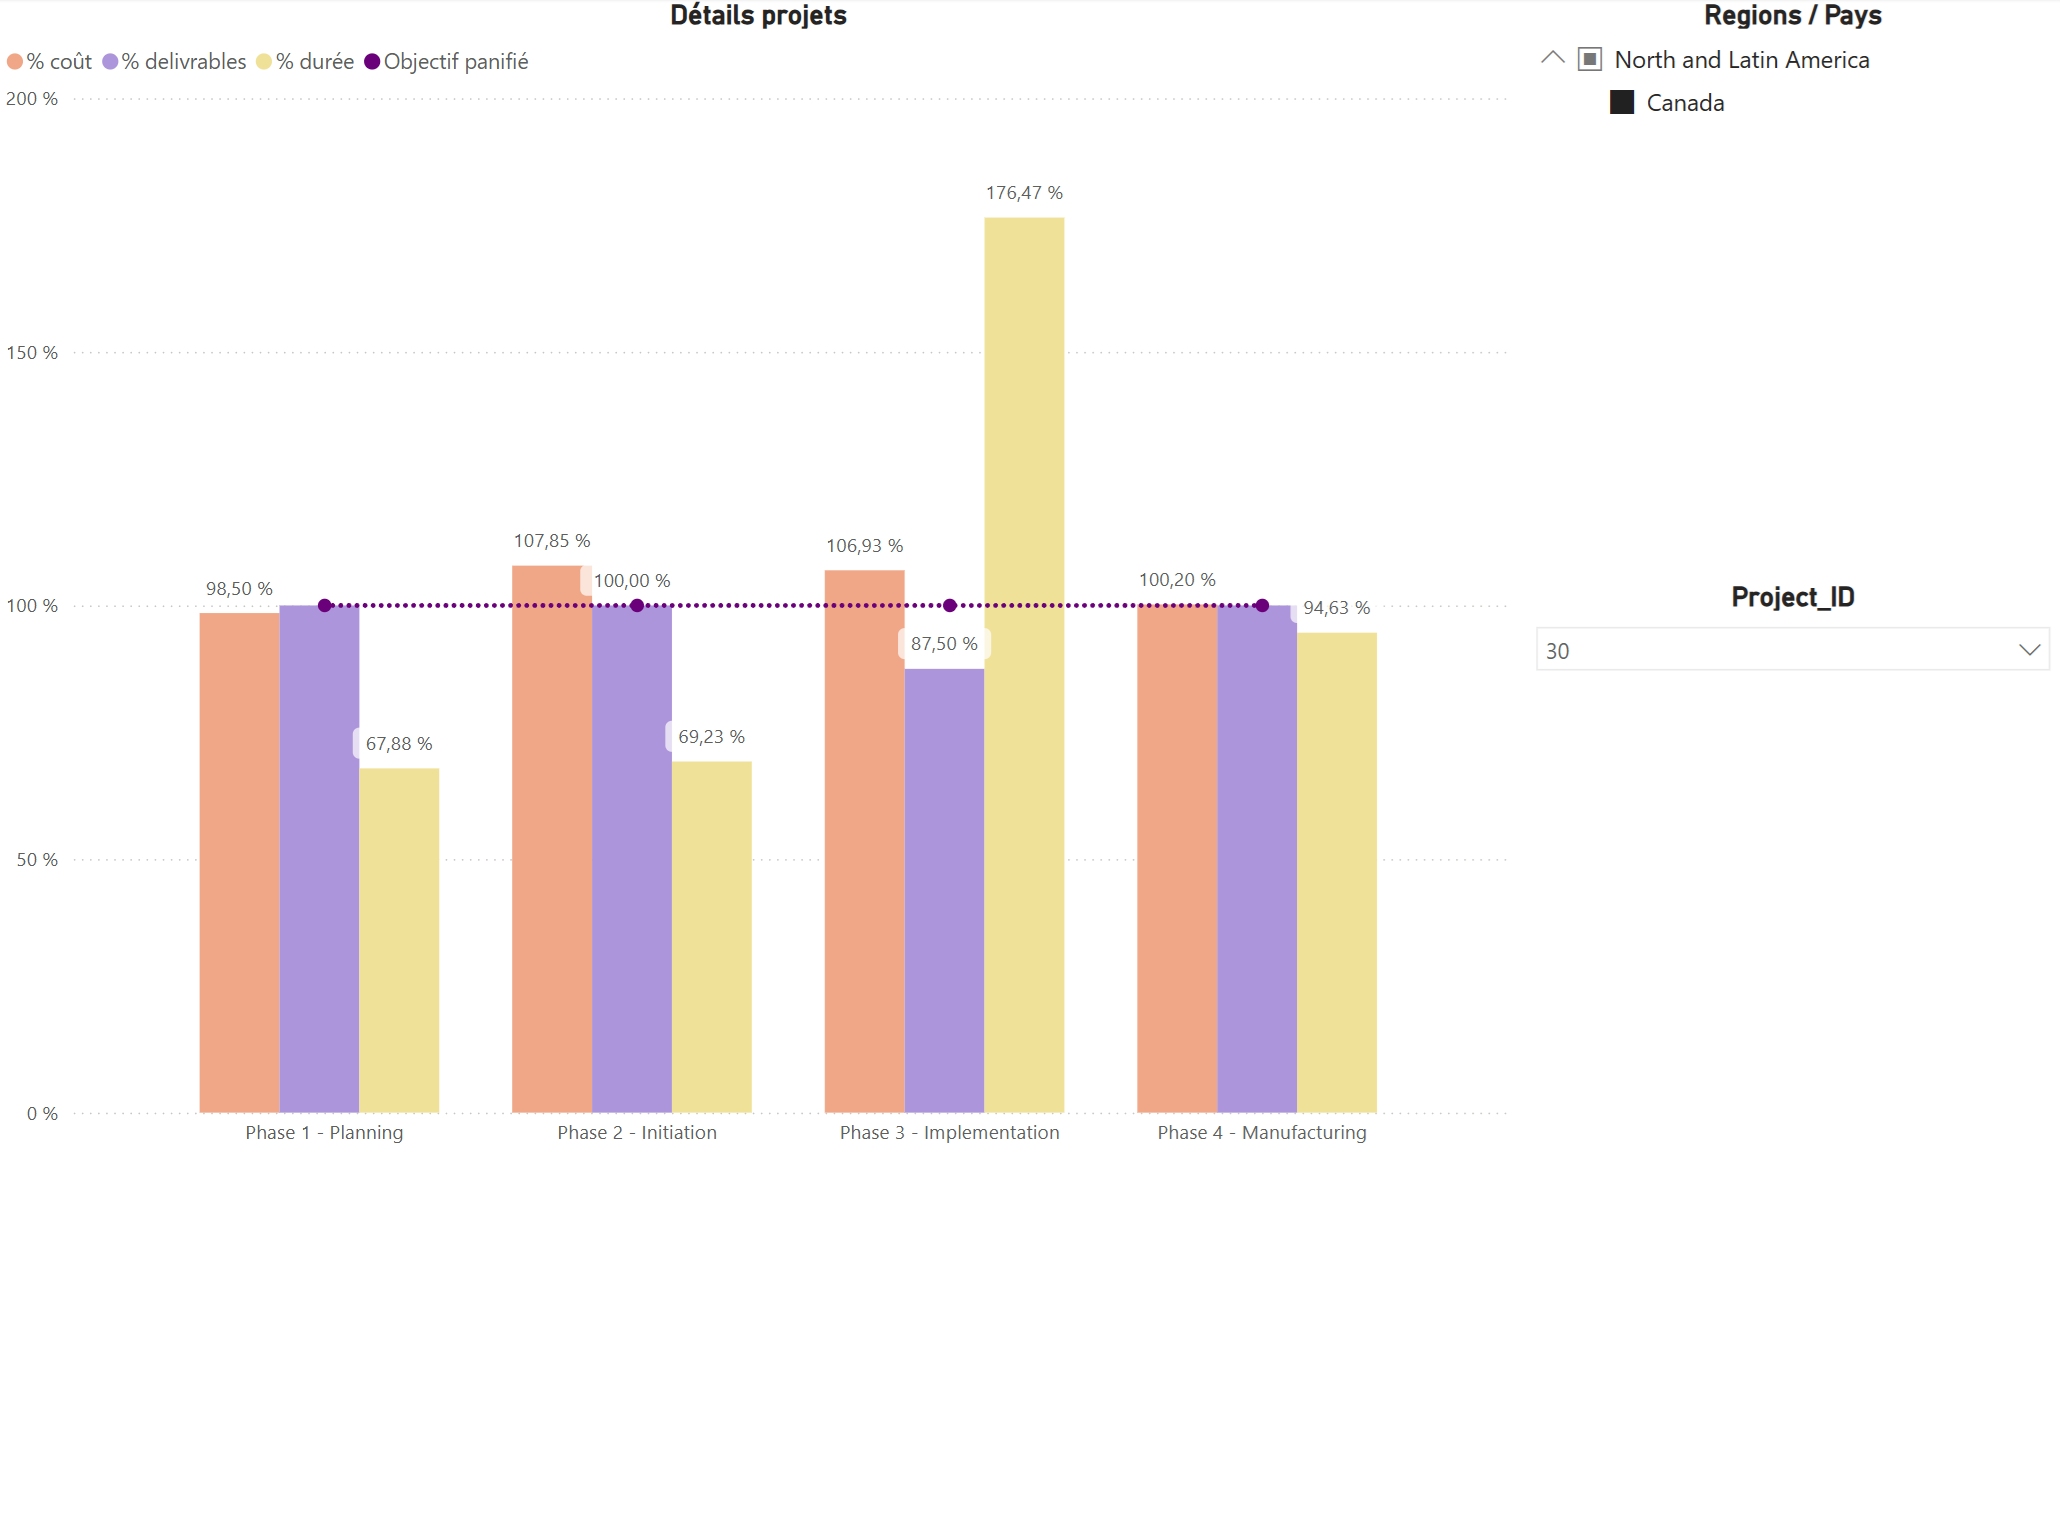 Détails projets
% coût % delivrables % durée Objectif panifié
200 %
150 %
100 %
50 %
0 %
98,50 %
67,88 %
107,85 %
100,00 %
69,23 %
106,93 %
87,50 %
176,47 %
100,20 %
94,63 %
Phase 1 - Planning
Phase 2 - Initiation
Phase 3 - Implementation
Phase 4 - Manufacturing
Regions / Pays
North and Latin America
Canada
Project_ID
30